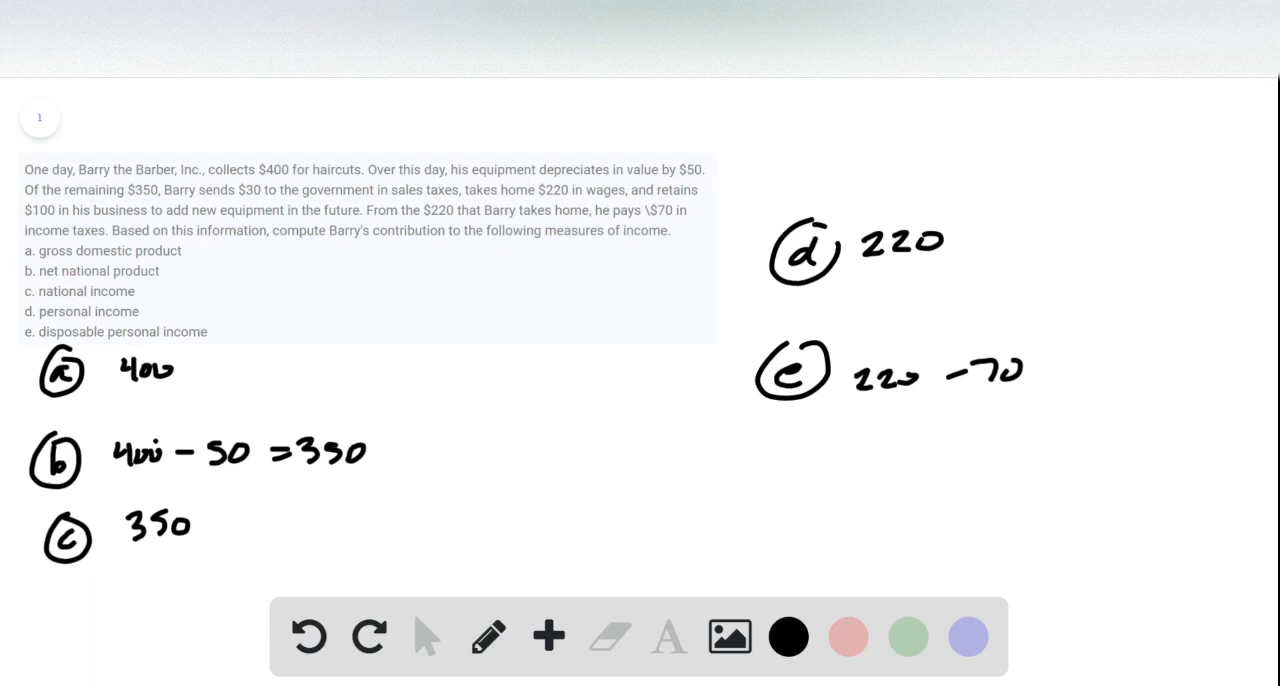 1
One day, Barry the Barber, Inc., collects $400 for haircuts. Over this day, his equipment depreciates in value by $50.
Of the remaining $350, Barry sends $30 to the government in sales taxes, takes home $220 in wages, and retains
$100 in his business to add new equipment in the future. From the $220 that Barry takes home, he pays \$70 in
income taxes. Based on this information, compute Barry's contribution to the following measures of income.
a. gross domestic product
b. net national product
c. national income
d. personal income
e. disposable personal income
a 400
b 400 - 50 = 350
c 350
d 220
e 220 - 70
A